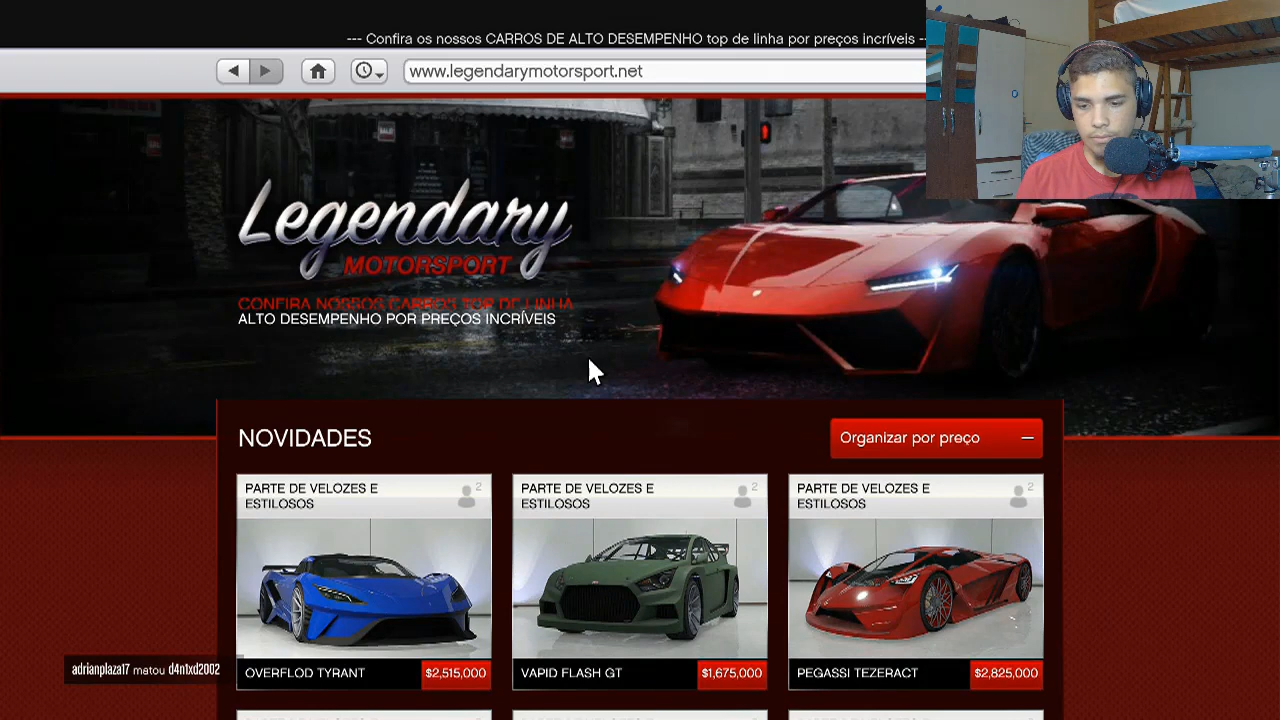 --- Confira os nossos CARROS DE ALTO DESEMPENHO top de linha por preços incríveis --
www.legendarymotorsport.net
SALE
Legendary
MOTORSPORT
CONFIRA NOSSOS CARROS TOP DE LINHA
ALTO DESEMPENHO POR PREÇOS INCRÍVEIS
NOVIDADES
Organizar por preço
PARTE DE VELOZES E
ESTILOSOS
2
PARTE DE VELOZES E
ESTILOSOS
2
PARTE DE VELOZES E
ESTILOSOS
2
OVERFLOD TYRANT
$2,515,000
VAPID FLASH GT
$1,675,000
PEGASSI TEZERACT
$2,825,000
adrianplaza17 matou d4n1xd2002